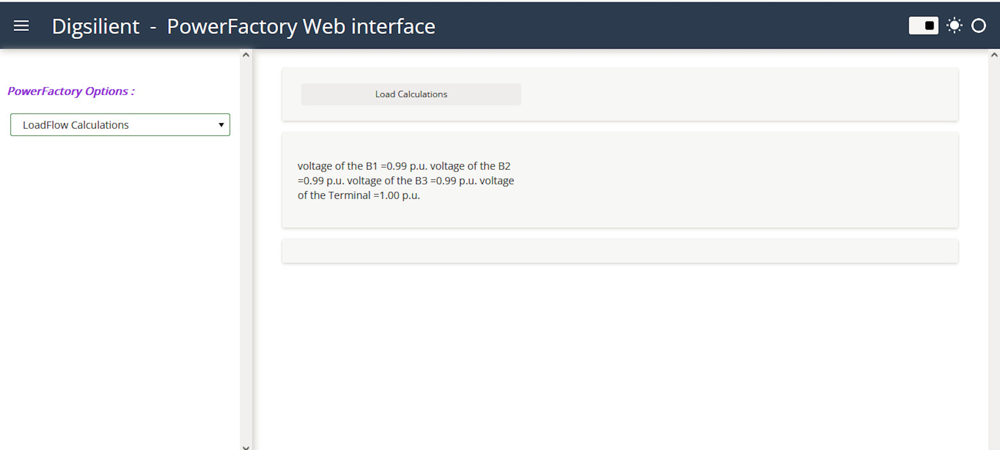 Digsilient - PowerFactory Web interface
PowerFactory Options :
LoadFlow Calculations
Load Calculations
voltage of the B1 =0.99 p.u. voltage of the B2
=0.99 p.u. voltage of the B3 =0.99 p.u. voltage
of the Terminal =1.00 p.u.